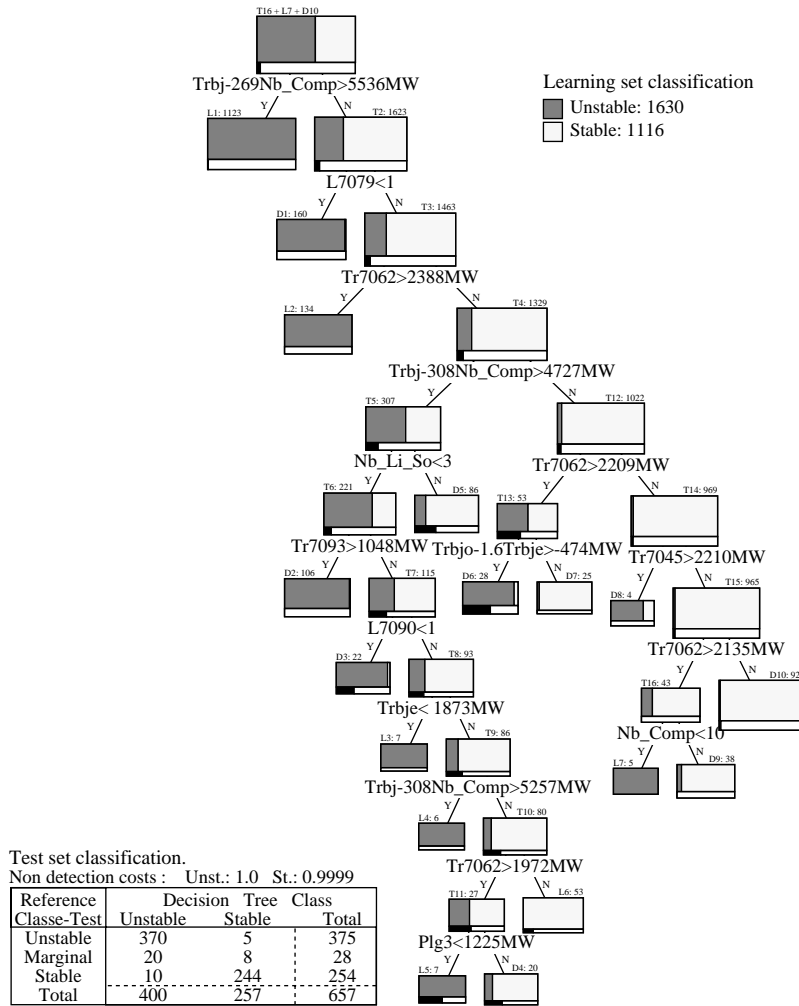 T16 + L7 + D10
Trbj-269Nb_Comp>5536MW
Learning set classification
Unstable: 1630
Stable: 1116
Y N
L1: 1123 T2: 1623
L7079<1
Y N
D1: 160 T3: 1463
Tr7062>2388MW
Y N
L2: 134 T4: 1329
Trbj-308Nb_Comp>4727MW
Y N
T5: 307 T12: 1022
Nb_Li_So<3 Tr7062>2209MW
Y N Y N
T6: 221 D5: 86 T13: 53 T14: 969
Tr7093>1048MW Trbjo-1.6Trbje>-474MW Tr7045>2210MW
Y N Y N Y N
D2: 106 T7: 115 D6: 28 D7: 25 D8: 4 T15: 965
L7090<1 Tr7062>2135MW
Y N Y N
D3: 22 T8: 93 T16: 43 D10: 92
Trbje< 1873MW Nb_Comp<10
Y N Y N
L3: 7 T9: 86 L7: 5 D9: 38
Trbj-308Nb_Comp>5257MW
Y N
L4: 6 T10: 80
Tr7062>1972MW
Y N
T11: 27 L6: 53
Plg3<1225MW
Y N
L5: 7 D4: 20
Test set classification.
Non detection costs : Unst.: 1.0 St.: 0.9999
Reference Decision Tree Class
Classe-Test Unstable Stable Total
Unstable 370 5 375
Marginal 20 8 28
Stable 10 244 254
Total 400 257 657